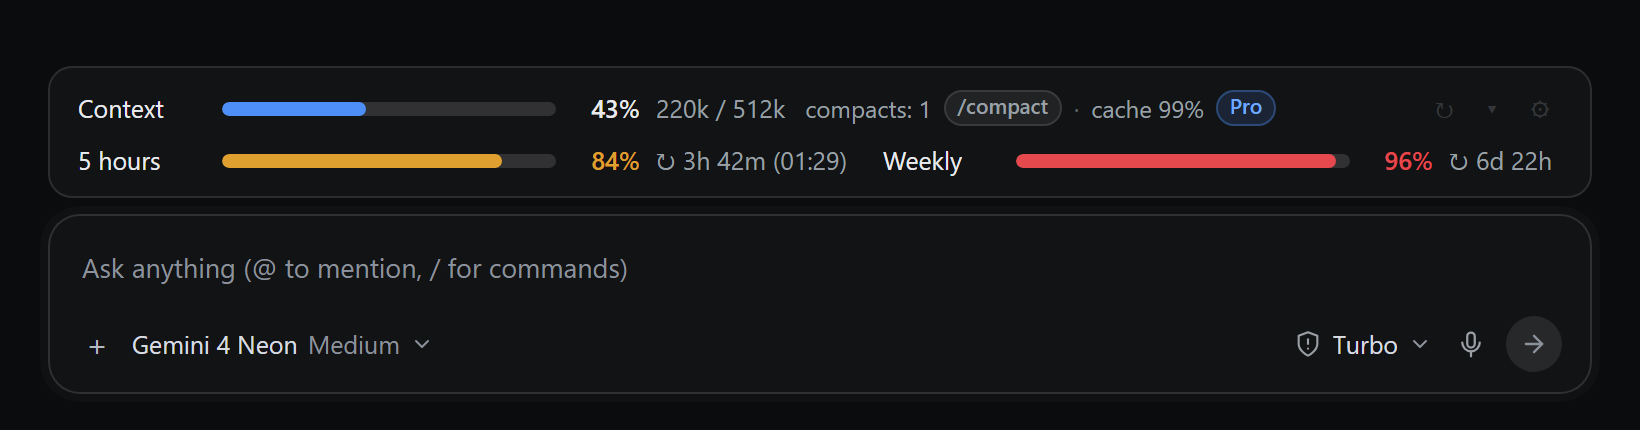 Context 43% 220k / 512k compacts: 1 /compact · cache 99% Pro
5 hours 84% ↻ 3h 42m (01:29) Weekly 96% ↻ 6d 22h
Ask anything (@ to mention, / for commands)
+ Gemini 4 Neon Medium Turbo